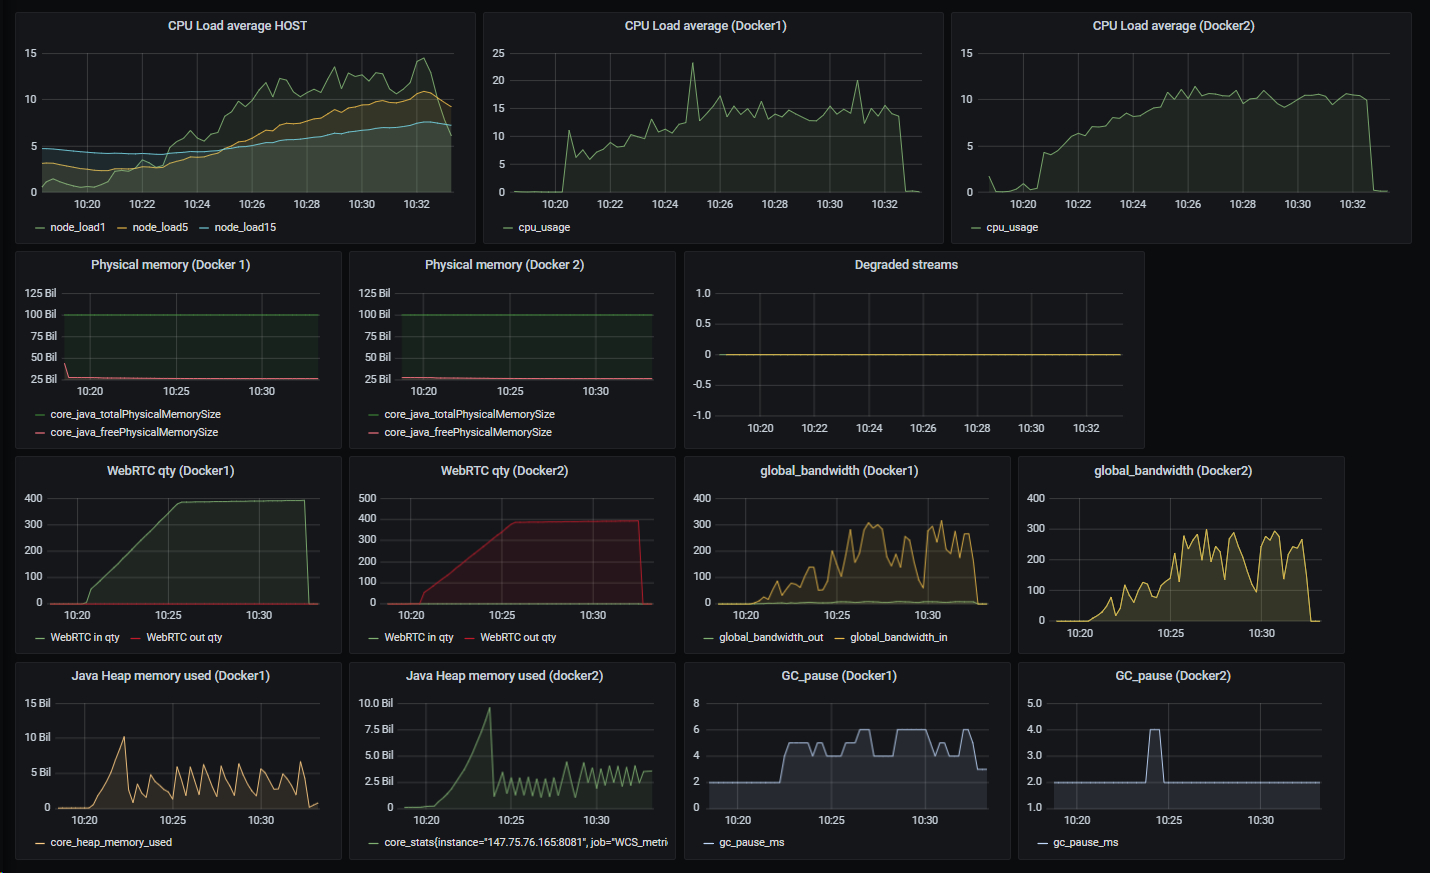 CPU Load average HOST
15
10
5
0
10:20 10:22 10:24 10:26 10:28 10:30 10:32
node_load1 node_load5 node_load15
CPU Load average (Docker1)
25
20
15
10
5
0
10:20 10:22 10:24 10:26 10:28 10:30 10:32
cpu_usage
CPU Load average (Docker2)
15
10
5
0
10:20 10:22 10:24 10:26 10:28 10:30 10:32
cpu_usage
Physical memory (Docker 1)
125 Bil
100 Bil
75 Bil
50 Bil
25 Bil
10:20 10:25 10:30
core_java_totalPhysicalMemorySize
core_java_freePhysicalMemorySize
Physical memory (Docker 2)
125 Bil
100 Bil
75 Bil
50 Bil
25 Bil
10:20 10:25 10:30
core_java_totalPhysicalMemorySize
core_java_freePhysicalMemorySize
Degraded streams
1.0
0.5
0
-0.5
-1.0
10:20 10:22 10:24 10:26 10:28 10:30 10:32
WebRTC qty (Docker1)
400
300
200
100
0
10:20 10:25 10:30
WebRTC in qty WebRTC out qty
WebRTC qty (Docker2)
500
400
300
200
100
0
10:20 10:25 10:30
WebRTC in qty WebRTC out qty
global_bandwidth (Docker1)
400
300
200
100
0
10:20 10:25 10:30
global_bandwidth_out global_bandwidth_in
global_bandwidth (Docker2)
400
300
200
100
0
10:20 10:25 10:30
Java Heap memory used (Docker1)
15 Bil
10 Bil
5 Bil
0
10:20 10:25 10:30
core_heap_memory_used
Java Heap memory used (docker2)
10.0 Bil
7.5 Bil
5.0 Bil
2.5 Bil
0
10:20 10:25 10:30
core_stats{instance="147.75.76.165:8081", job="WCS_metri
GC_pause (Docker1)
8
6
4
2
0
10:20 10:25 10:30
gc_pause_ms
GC_pause (Docker2)
5.0
4.0
3.0
2.0
1.0
10:20 10:25 10:30
gc_pause_ms